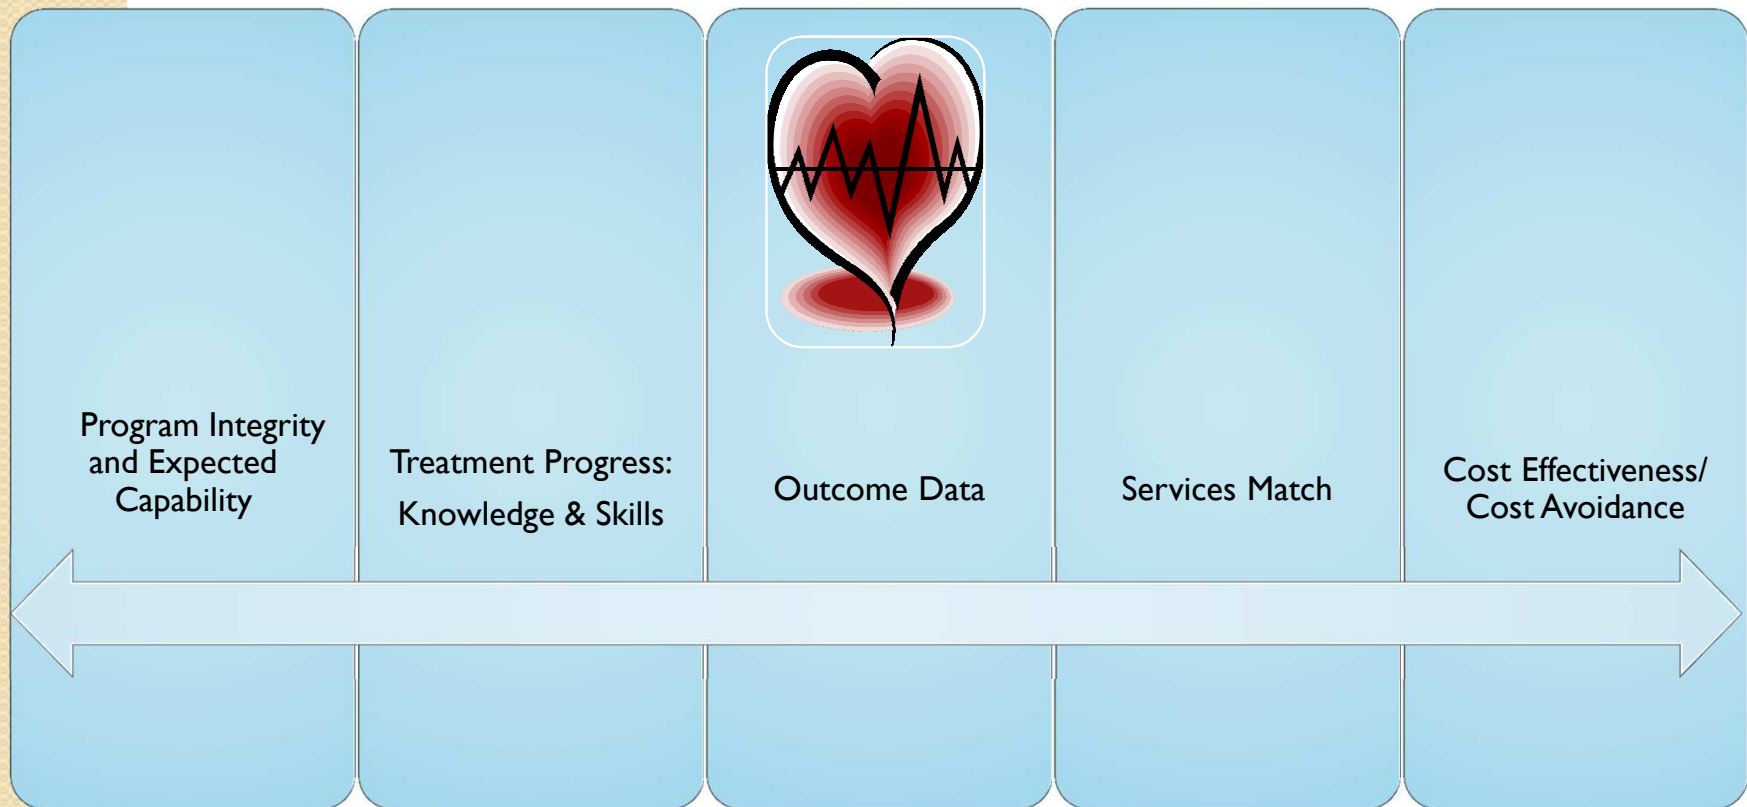 Program Integrity
and Expected
Capability
Treatment Progress:
Knowledge & Skills
Outcome Data
Services Match
Cost Effectiveness/
Cost Avoidance